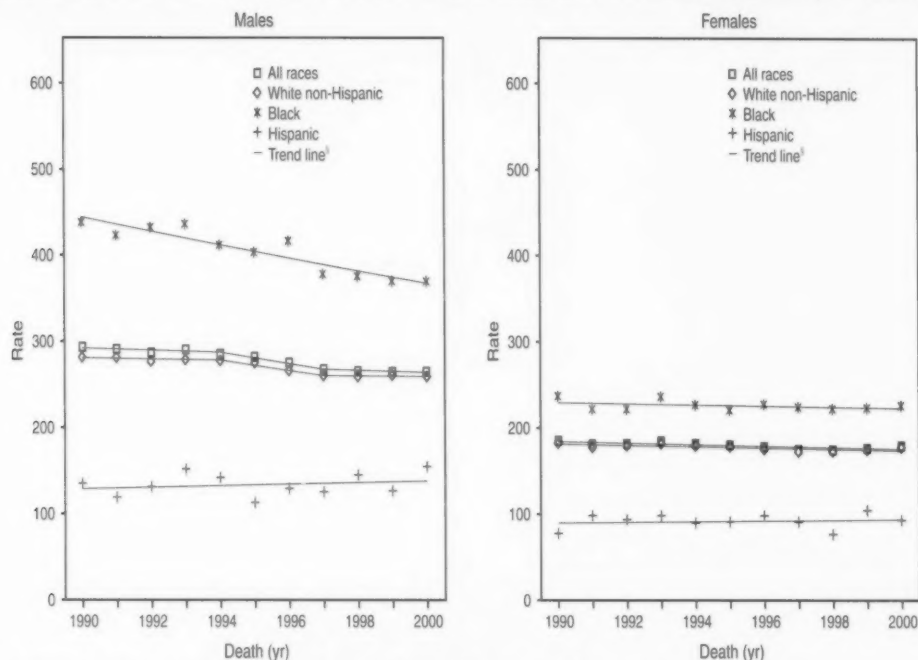 Males
600
500
400
300
200
100
0
Rate
All races
White non-Hispanic
Black
Hispanic
Trend line§
1990 1992 1994 1996 1998 2000
Death (yr)
Females
600
500
400
300
200
100
0
Rate
All races
White non-Hispanic
Black
Hispanic
Trend line§
1990 1992 1994 1996 1998 2000
Death (yr)